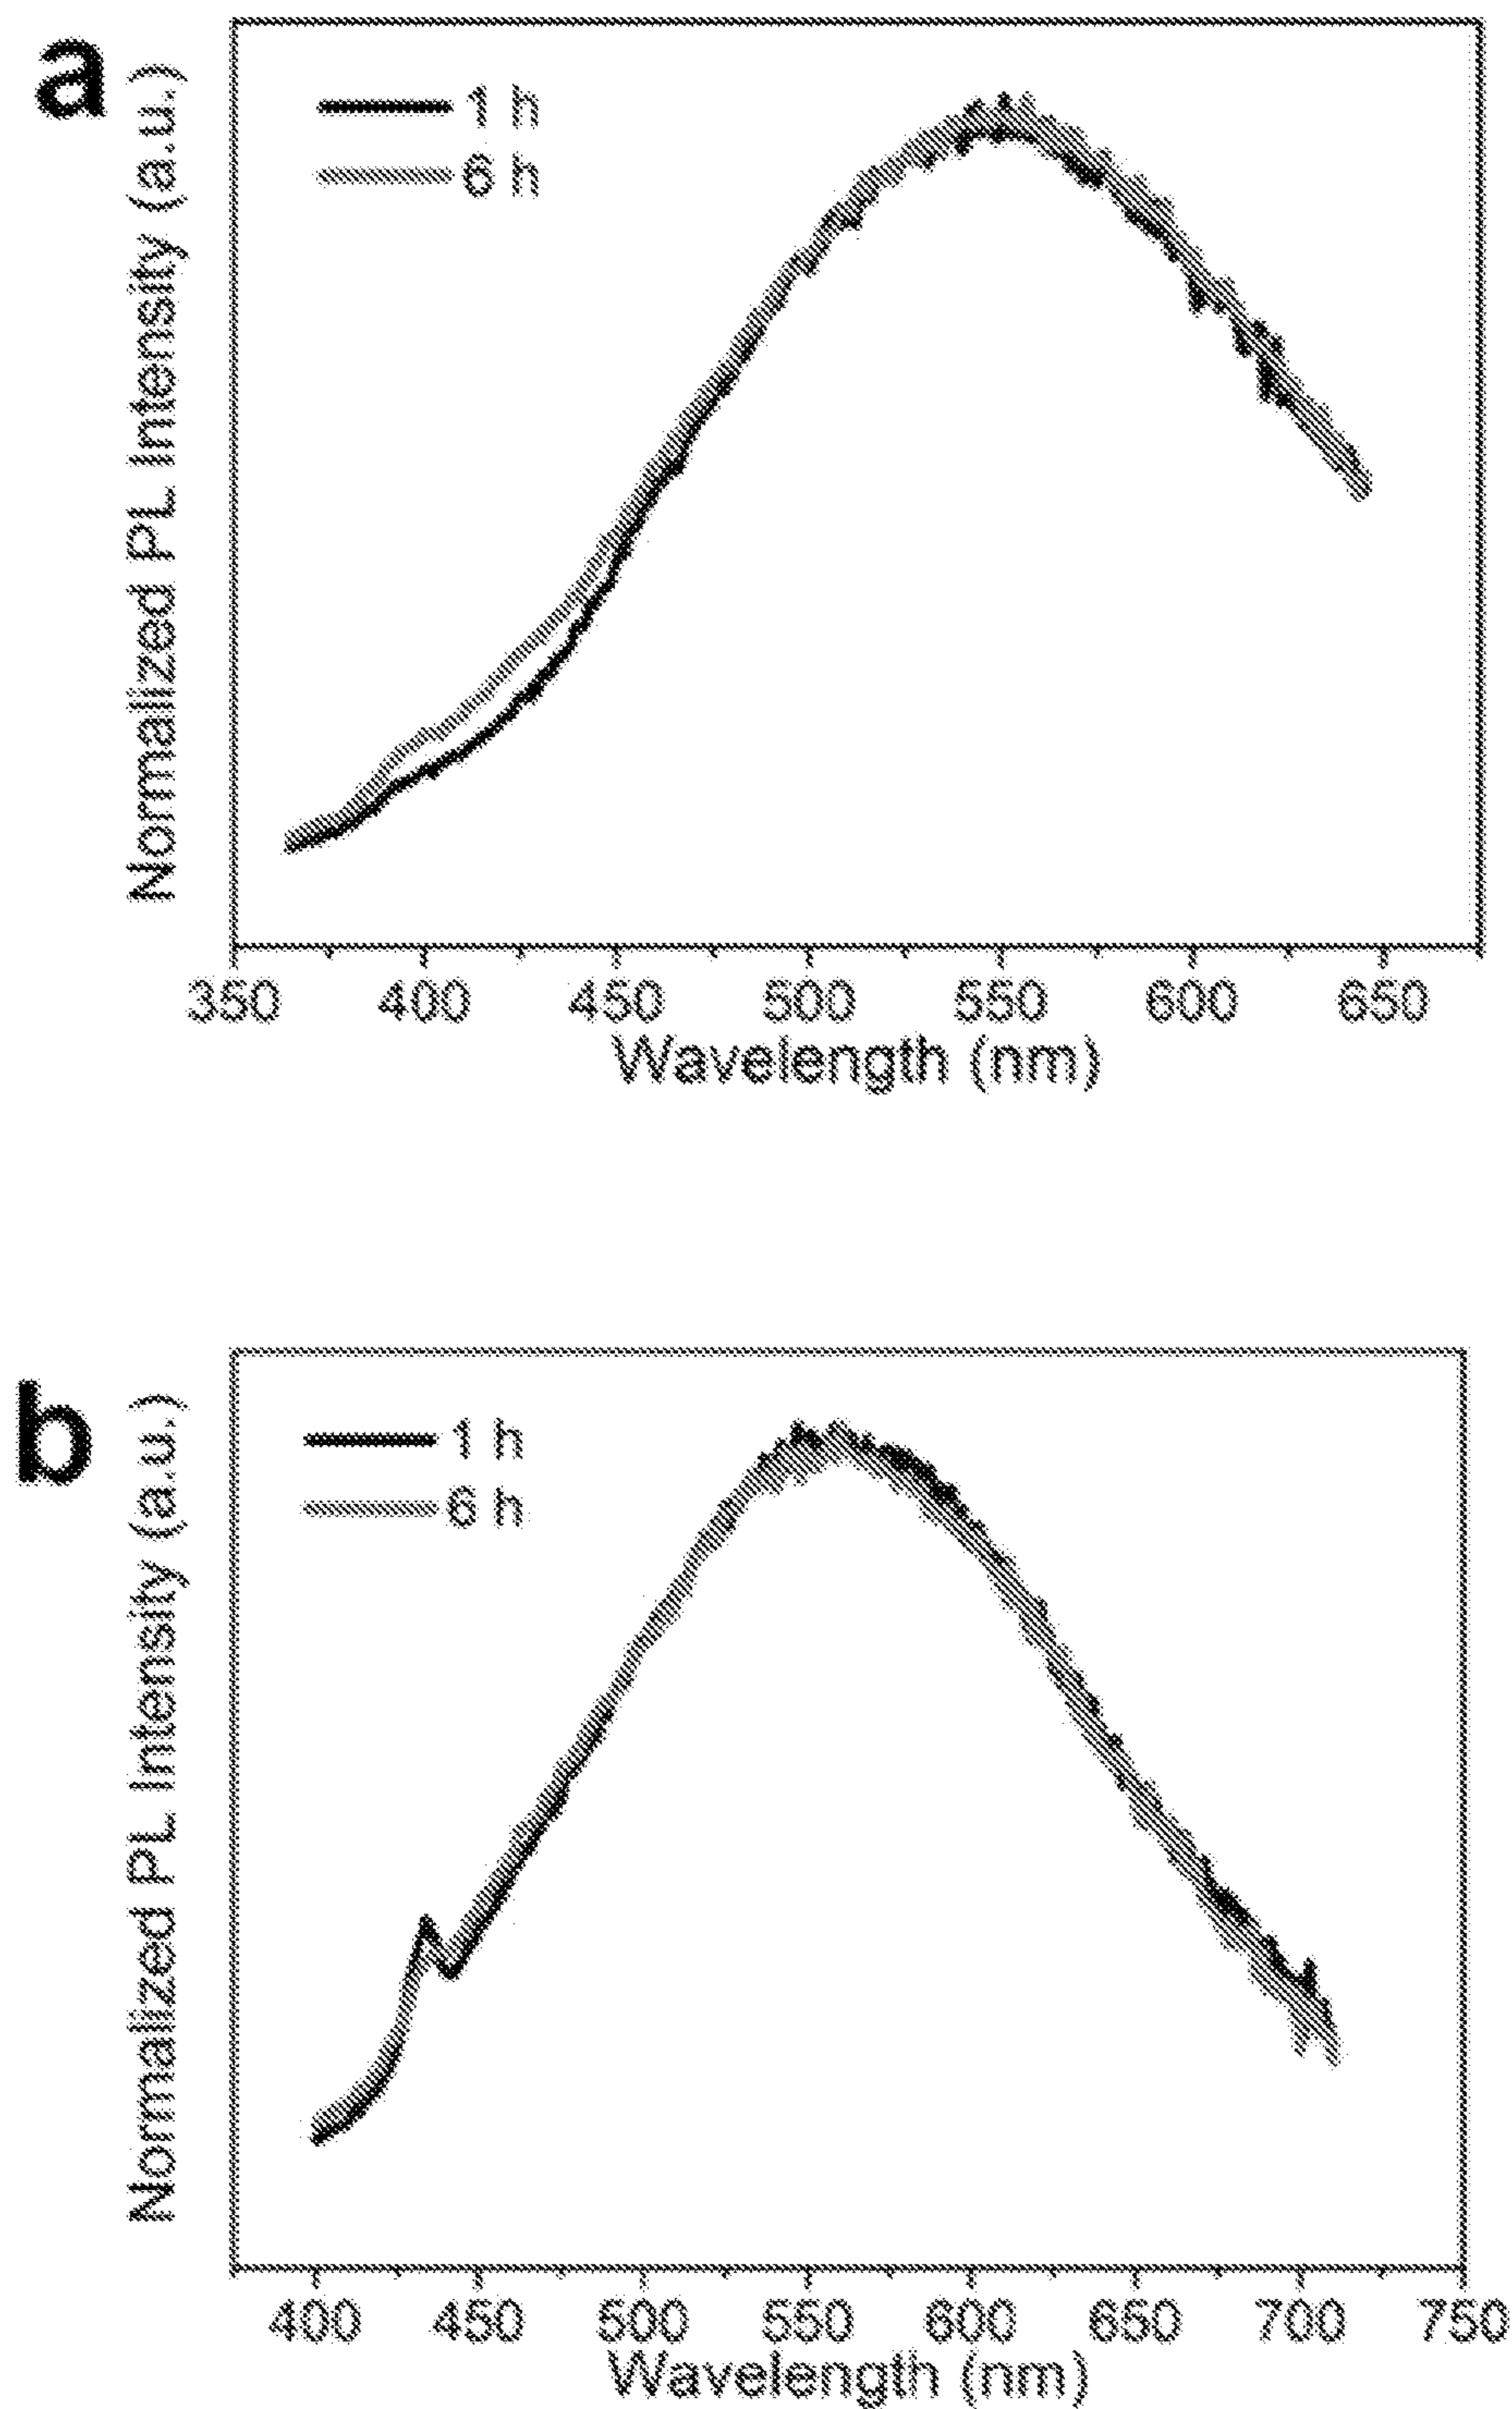 a
Normalized PL Intensity (a.u.)
1 h
6 h
350 400 450 500 550 600 650
Wavelength (nm)
b
Normalized PL Intensity (a.u.)
1 h
6 h
400 450 500 550 600 650 700 750
Wavelength (nm)